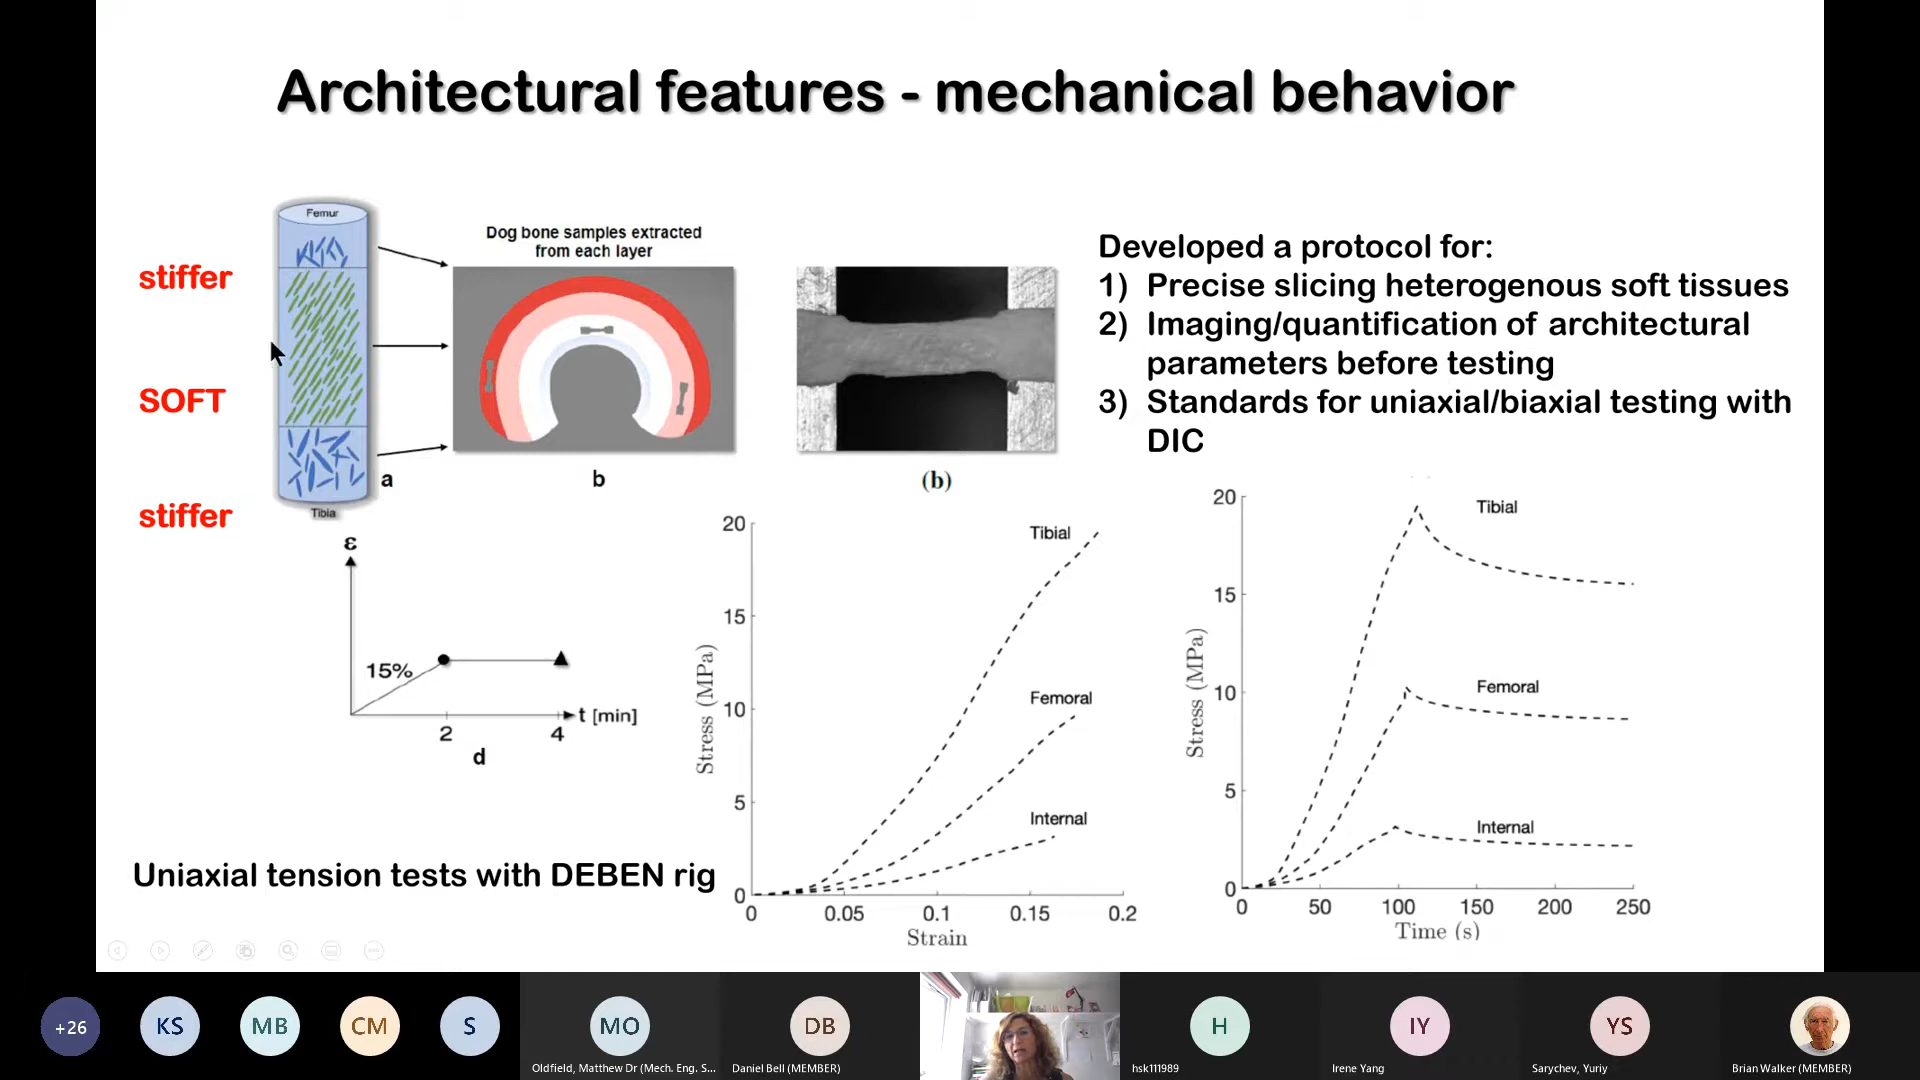 Architectural features - mechanical behavior
Femur
stiffer
SOFT
stiffer
a
Tibia
Dog bone samples extracted
from each layer
b
(b)
Developed a protocol for:
1) Precise slicing heterogenous soft tissues
2) Imaging/quantification of architectural
parameters before testing
3) Standards for uniaxial/biaxial testing with
DIC
ε
15%
t [min]
2
4
d
Uniaxial tension tests with DEBEN rig
20
15
10
5
0
Stress (MPa)
Tibial
Femoral
Internal
0 0.05 0.1 0.15 0.2
Strain
20
15
10
5
0
Stress (MPa)
Tibial
Femoral
Internal
0 50 100 150 200 250
Time (s)
+26
KS
MB
CM
S
MO
Oldfield, Matthew Dr (Mech. Eng. S...
DB
Daniel Bell (MEMBER)
H
hsk111989
IY
Irene Yang
YS
Sarychev, Yuriy
Brian Walker (MEMBER)